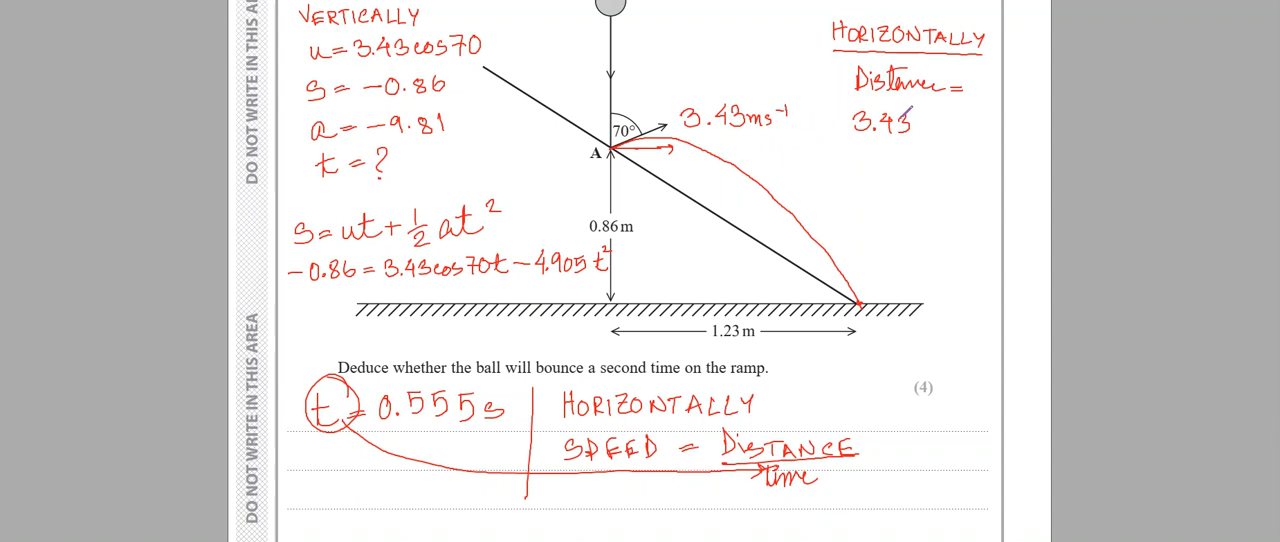 DO NOT WRITE IN THIS AREA
DO NOT WRITE IN THIS AREA
VERTICALLY
u = 3.43cos70
s = -0.86
a = -9.81
t = ?
s = ut + 1/2 at²
-0.86 = 3.43cos70t - 4.905t²
70°
3.43ms⁻¹
A
0.86 m
1.23 m
HORIZONTALLY
Distance =
3.43
Deduce whether the ball will bounce a second time on the ramp.
(4)
t = 0.555s
HORIZONTALLY
SPEED = DISTANCE
time